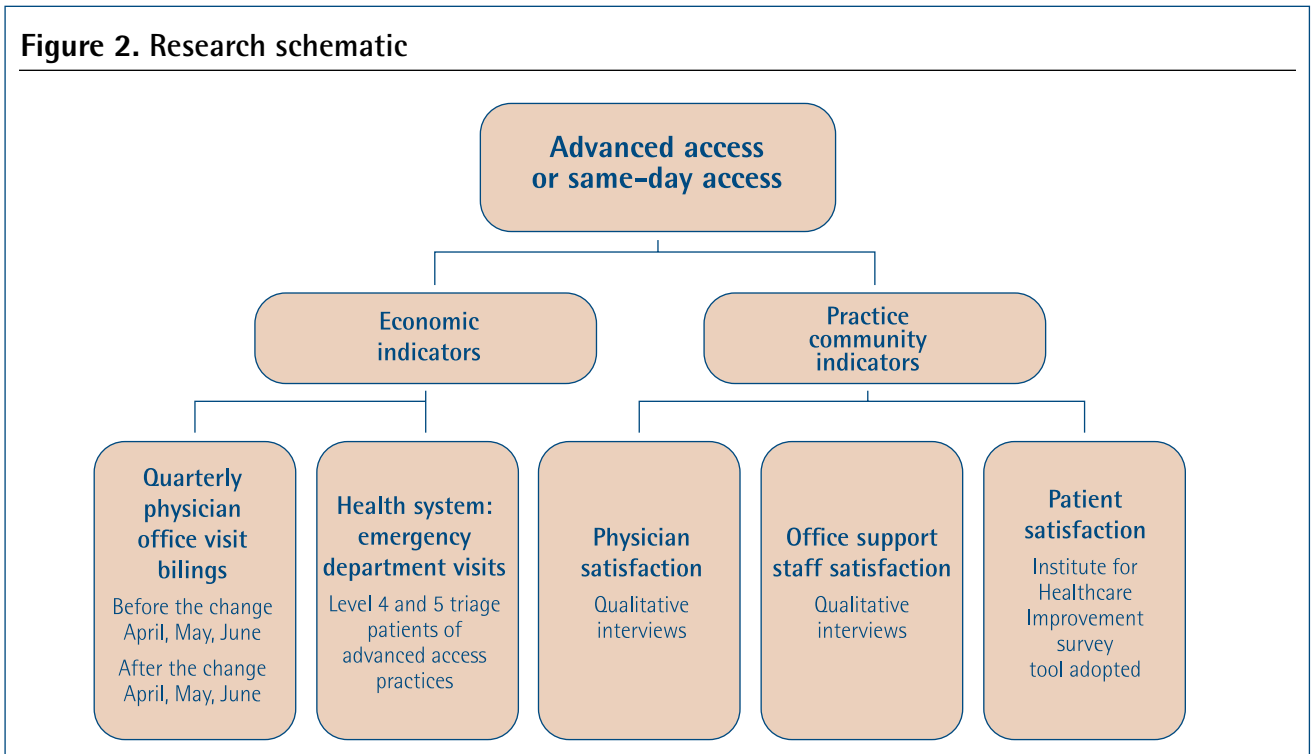 Figure 2. Research schematic
Advanced access
or same-day access
Economic
indicators
Practice
community
indicators
Quarterly
physician
office visit
bilings
Before the change
April, May, June
After the change
April, May, June
Health system:
emergency
department visits
Level 4 and 5 triage
patients of
advanced access
practices
Physician
satisfaction
Qualitative
interviews
Office support
staff satisfaction
Qualitative
interviews
Patient
satisfaction
Institute for
Healthcare
Improvement
survey
tool adopted